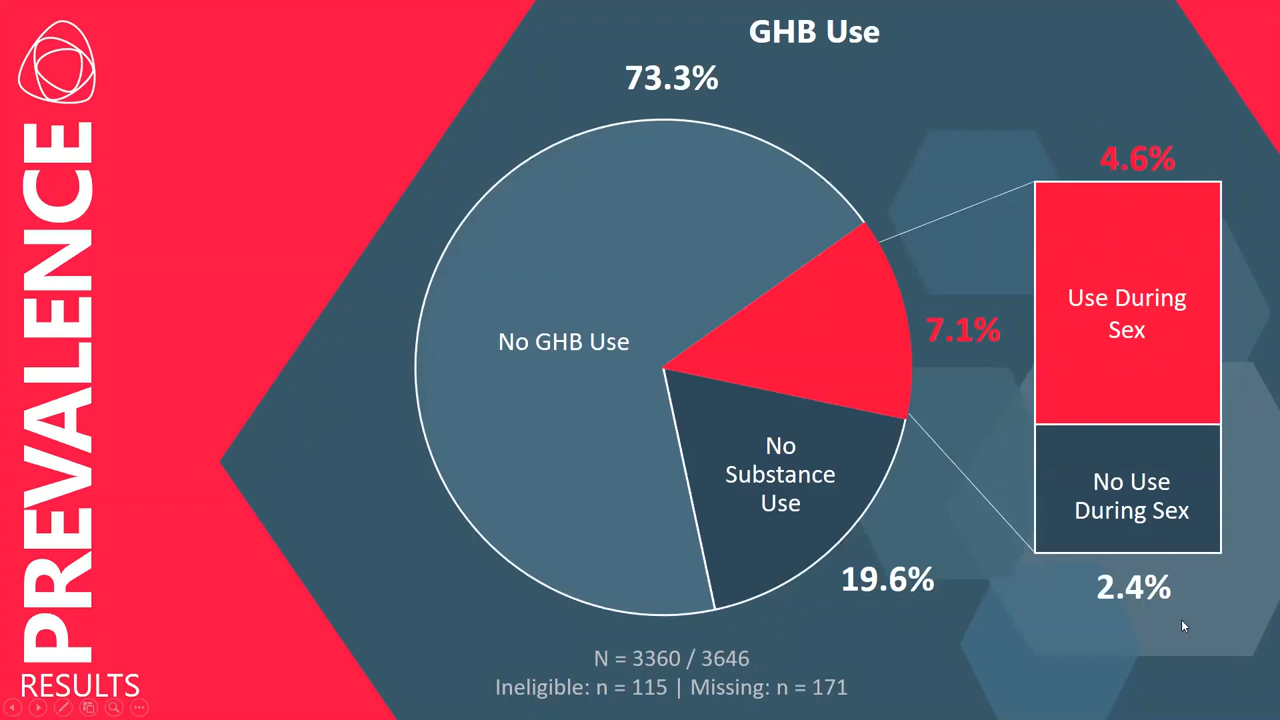 PREVALENCE
RESULTS
GHB Use
73.3%
No GHB Use
7.1%
No
Substance
Use
19.6%
4.6%
Use During
Sex
No Use
During Sex
2.4%
N = 3360 / 3646
Ineligible: n = 115 | Missing: n = 171